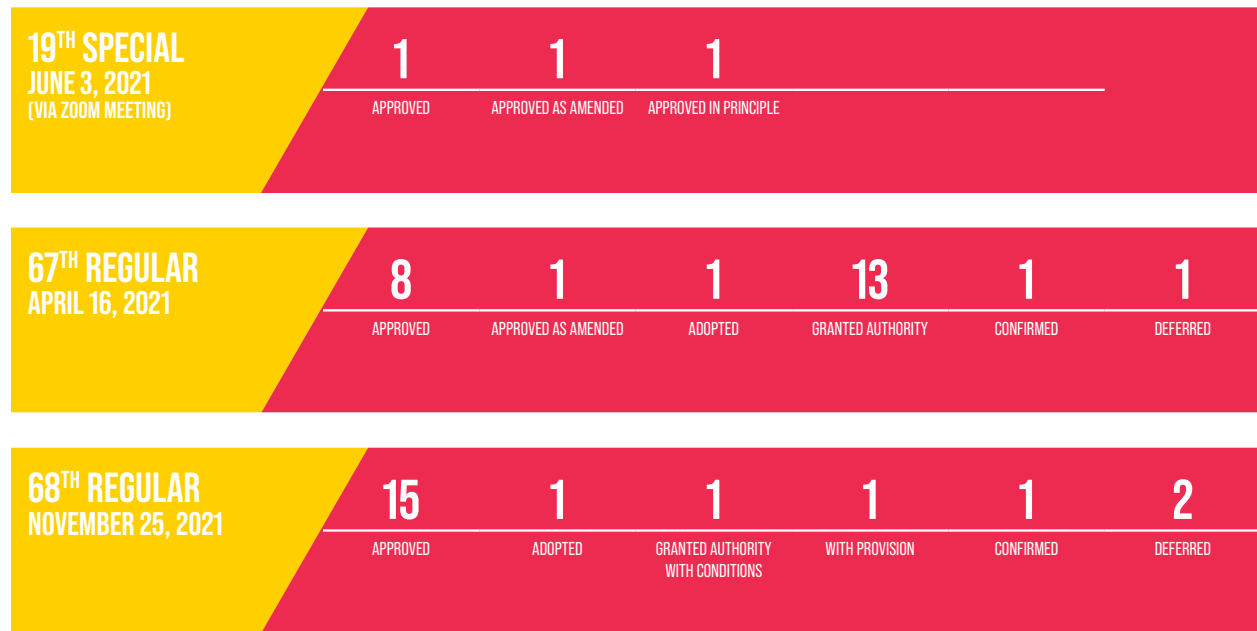 19TH SPECIAL
JUNE 3, 2021
(VIA ZOOM MEETING)
1 1 1
APPROVED APPROVED AS AMENDED APPROVED IN PRINCIPLE
67TH REGULAR
APRIL 16, 2021
8 1 1 13 1 1
APPROVED APPROVED AS AMENDED ADOPTED GRANTED AUTHORITY CONFIRMED DEFERRED
68TH REGULAR
NOVEMBER 25, 2021
15 1 1 1 1 2
APPROVED ADOPTED GRANTED AUTHORITY WITH PROVISION CONFIRMED DEFERRED
WITH CONDITIONS